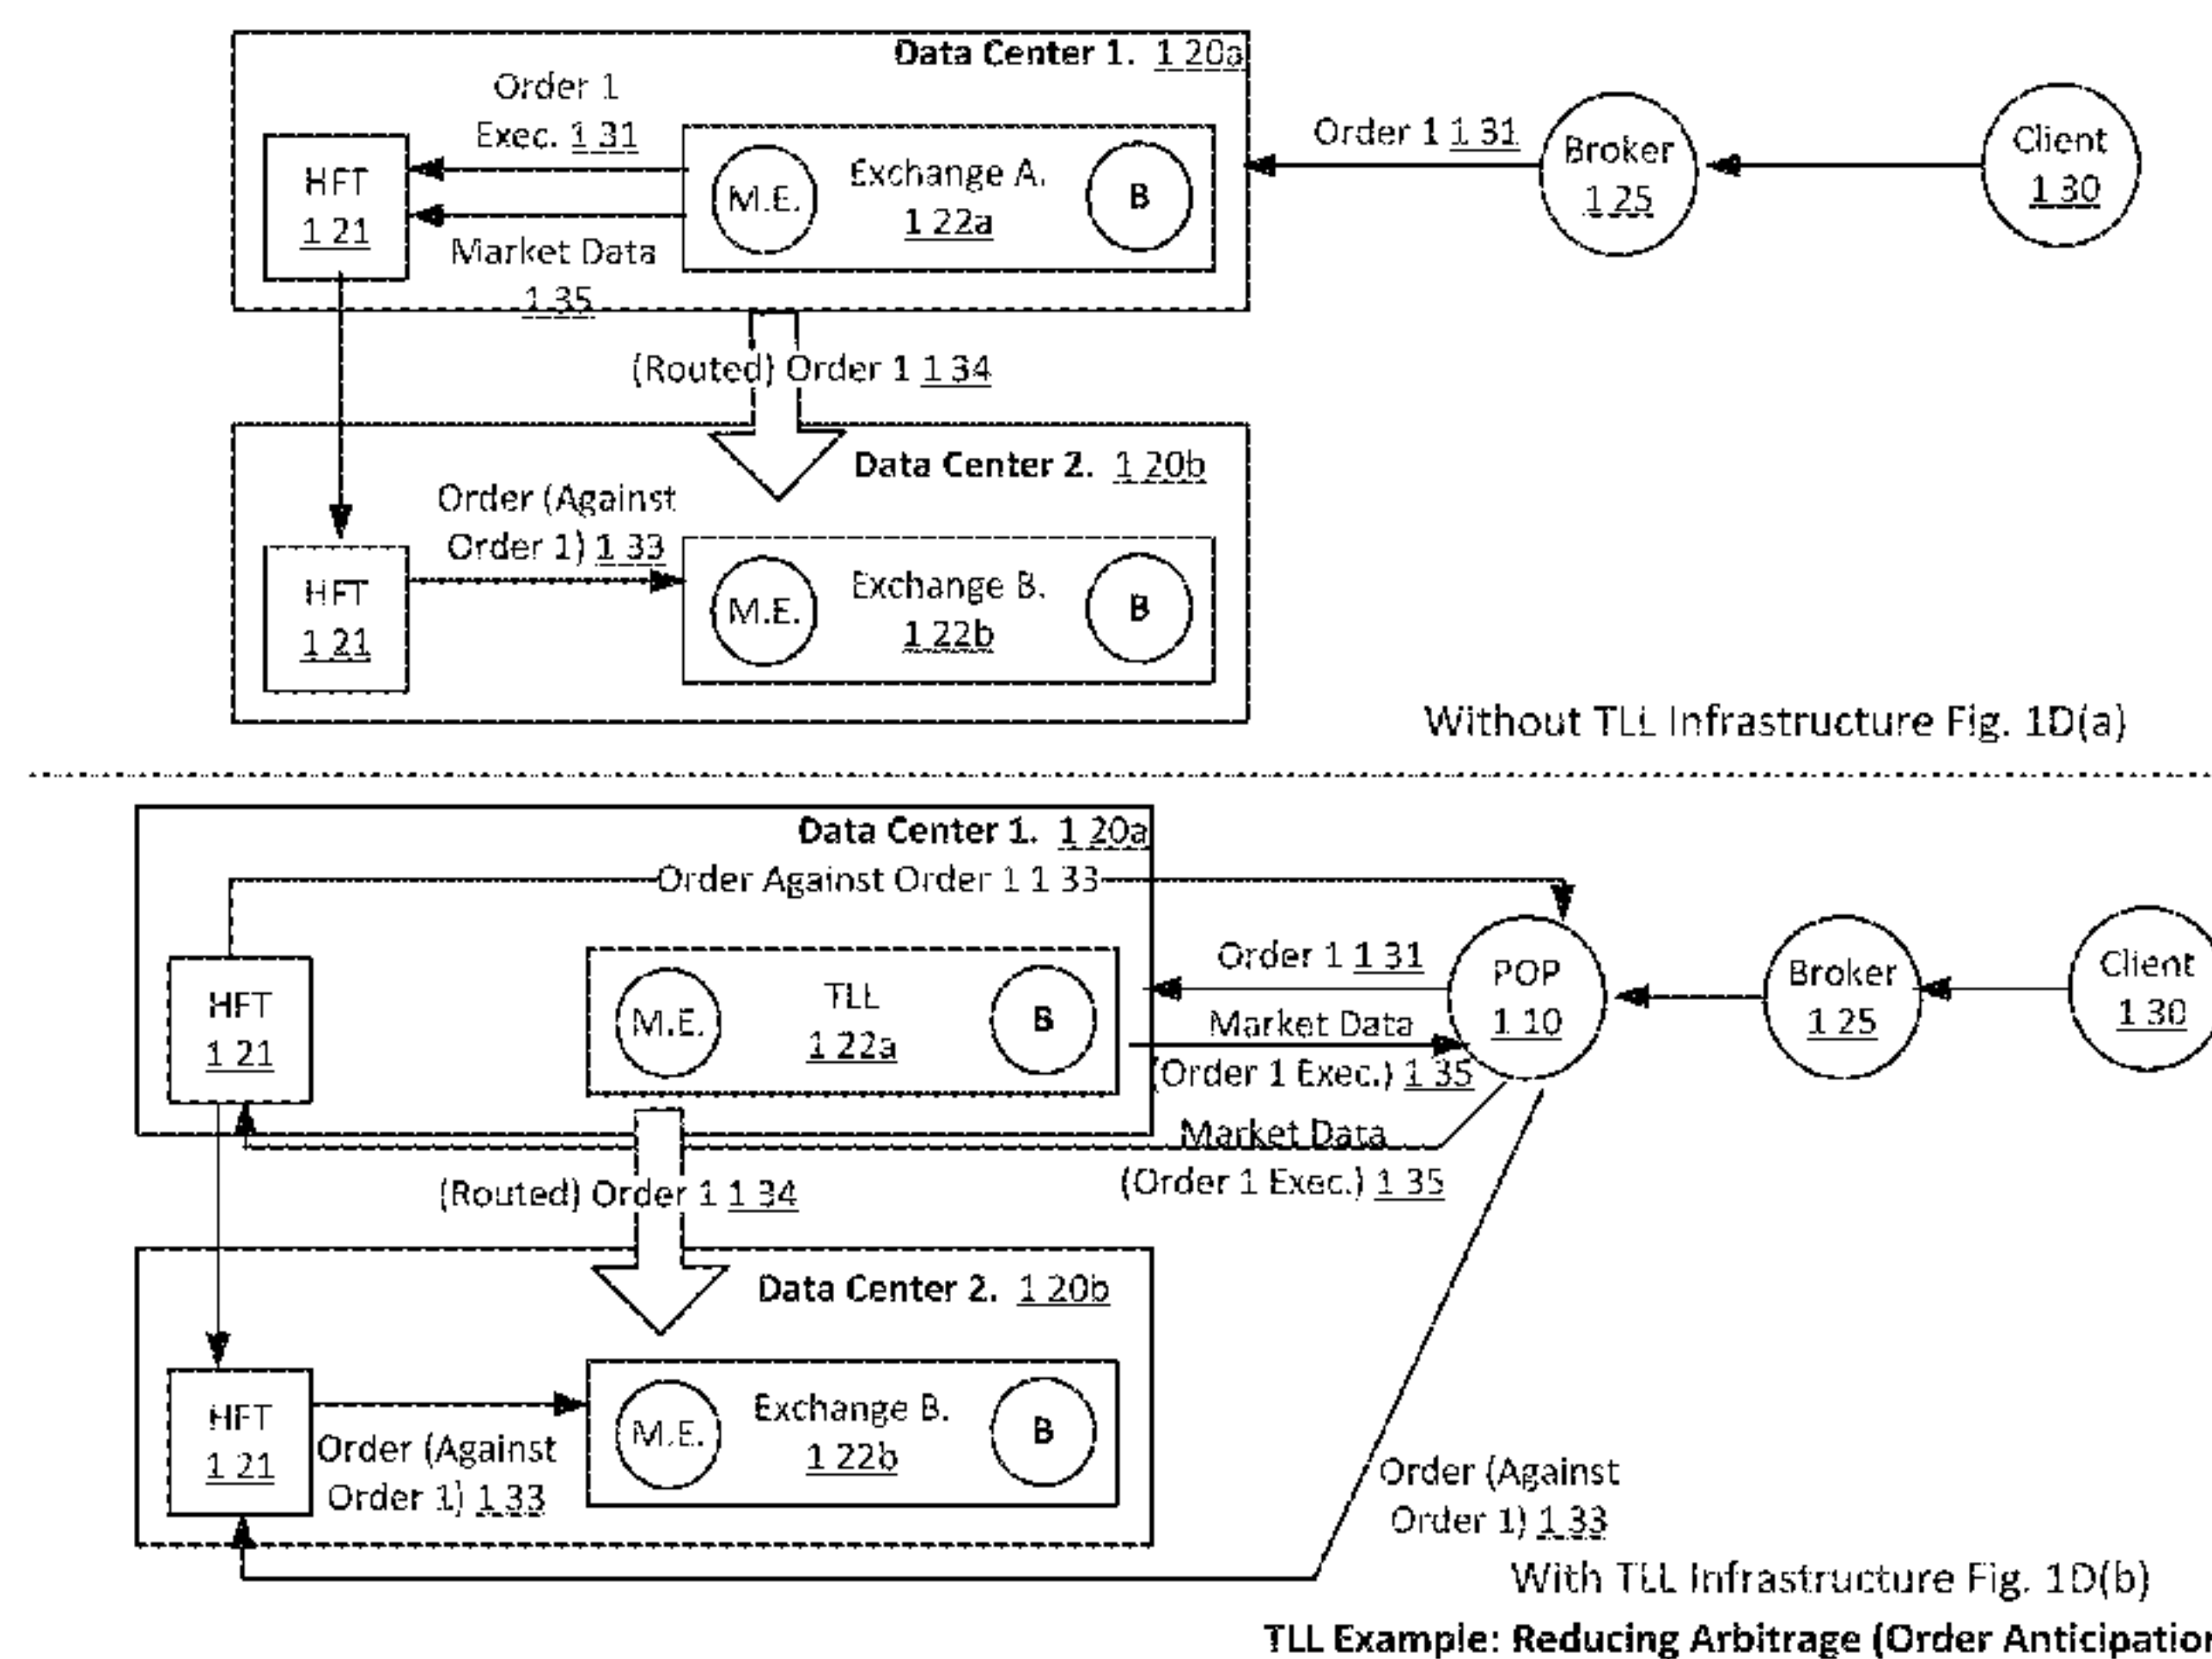 Data Center 1. 1 20a
Order 1
Exec. 1 31
HFT
1 21
Market Data
1 35
M.E.
Exchange A.
1 22a
B
Order 1 1 31
Broker
1 25
Client
1 30
(Routed) Order 1 1 34
Data Center 2. 1 20b
Order (Against
Order 1) 1 33
HFT
1 21
M.E.
Exchange B.
1 22b
B
Without TLL Infrastructure Fig. 1D(a)
Data Center 1. 1 20a
Order Against Order 1 1 33
HFT
1 21
M.E.
TLL
1 22a
B
Order 1 1 31
Market Data
(Order 1 Exec.) 1 35
POP
1 10
Broker
1 25
Client
1 30
Market Data
(Order 1 Exec.) 1 35
(Routed) Order 1 1 34
Data Center 2. 1 20b
HFT
1 21
Order (Against
Order 1) 1 33
M.E.
Exchange B.
1 22b
B
Order (Against
Order 1) 1 33
With TLL Infrastructure Fig. 1D(b)
TLL Example: Reducing Arbitrage (Order Anticipation